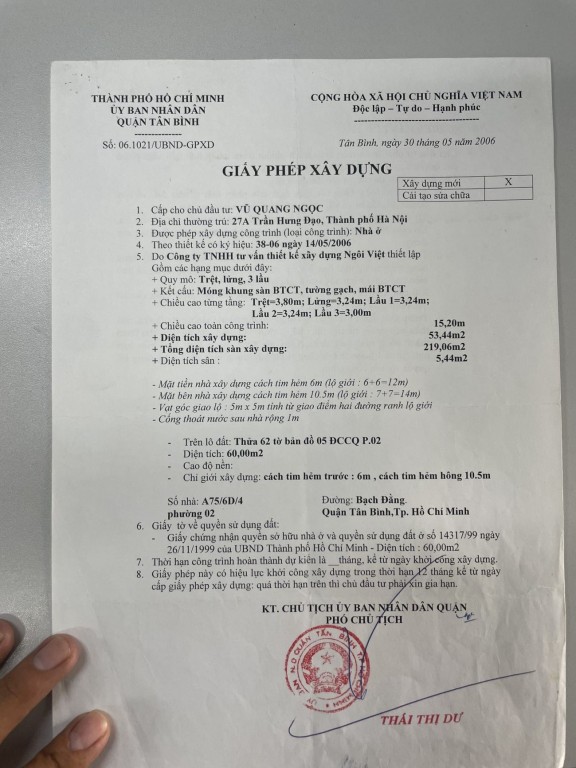 THÀNH PHỐ HỒ CHÍ MINH
ỦY BAN NHÂN DÂN
QUẬN TÂN BÌNH
Số: 06.1021/UBND-GPXD
CỘNG HÒA XÃ HỘI CHỦ NGHĨA VIỆT NAM
Độc lập – Tự do – Hạnh phúc
Tân Bình, ngày 30 tháng 05 năm 2006
GIẤY PHÉP XÂY DỰNG
Xây dựng mới X
Cải tạo sửa chữa
1. Cấp cho chủ đầu tư: VŨ QUANG NGỌC
2. Địa chỉ thường trú: 27A Trần Hưng Đạo, Thành phố Hà Nội
3. Được phép xây dựng công trình (loại công trình): Nhà ở
4. Theo thiết kế có ký hiệu: 38-06 ngày 14/05/2006
5. Do Công ty TNHH tư vấn thiết kế xây dựng Ngôi Việt thiết lập
Gồm các hạng mục dưới đây:
+ Quy mô: Trệt, lửng, 3 lầu
+ Kết cấu: Móng khung sàn BTCT, tường gạch, mái BTCT
+ Chiều cao từng tầng: Trệt=3,80m; Lửng=3,24m; Lầu 1=3,24m;
Lầu 2=3,24m; Lầu 3=3,00m
+ Chiều cao toàn công trình: 15,20m
+ Diện tích xây dựng: 53,44m2
+ Tổng diện tích sàn xây dựng: 219,06m2
+ Diện tích sân : 5,44m2
- Mặt tiền nhà xây dựng cách tim hẻm 6m (lộ giới : 6+6=12m)
- Mặt bên nhà xây dựng cách tim hẻm 10.5m (lộ giới : 7+7=14m)
- Vạt góc giao lộ : 5m x 5m tính từ giao điểm hai đường ranh lộ giới
- Cống thoát nước sau nhà rộng 1m
- Trên lô đất: Thửa 62 tờ bản đồ 05 ĐCCQ P.02
- Diện tích: 60,00m2
- Cao độ nền:
- Chỉ giới xây dựng: cách tim hẻm trước : 6m , cách tim hẻm hông 10.5m
Số nhà: A75/6D/4 Đường: Bạch Đằng.
phường 02 Quận Tân Bình,Tp. Hồ Chí Minh
6. Giấy tờ về quyền sử dụng đất:
- Giấy chứng nhận quyền sở hữu nhà ở và quyền sử dụng đất ở số 14317/99 ngày
26/11/1999 của UBND Thành phố Hồ Chí Minh - Diện tích : 60,00m2
7. Thời hạn công trình hoàn thành dự kiến là __tháng, kể từ ngày khởi công xây dựng.
8. Giấy phép này có hiệu lực khởi công xây dựng trong thời hạn 12 tháng kể từ ngày
cấp giấy phép xây dựng; quá thời hạn trên thì chủ đầu tư phải xin gia hạn.
KT. CHỦ TỊCH ỦY BAN NHÂN DÂN QUẬN
PHÓ CHỦ TỊCH
THÁI THỊ DƯ